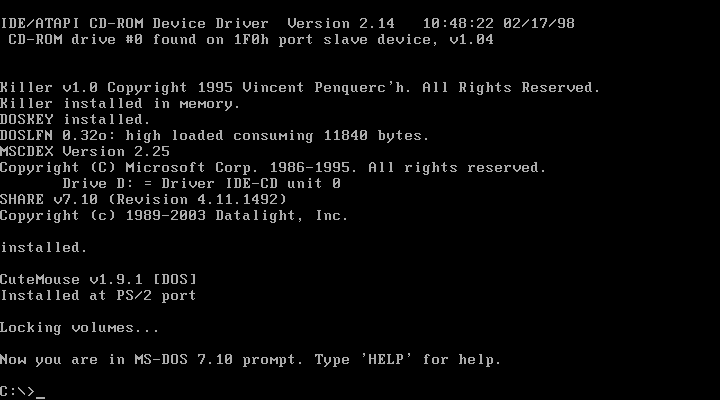 IDE/ATAPI CD-ROM Device Driver  Version 2.14   10:48:22 02/17/98
 CD-ROM drive #0 found on 1F0h port slave device, v1.04
Killer v1.0 Copyright 1995 Vincent Penquerc'h. All Rights Reserved.
Killer installed in memory.
DOSKEY installed.
DOSLFN 0.32o: high loaded consuming 11840 bytes.
MSCDEX Version 2.25
Copyright (C) Microsoft Corp. 1986-1995. All rights reserved.
        Drive D: = Driver IDE-CD unit 0
SHARE v7.10 (Revision 4.11.1492)
Copyright (c) 1989-2003 Datalight, Inc.
installed.
CuteMouse v1.9.1 [DOS]
Installed at PS/2 port
Locking volumes...
Now you are in MS-DOS 7.10 prompt. Type 'HELP' for help.
C:\>_